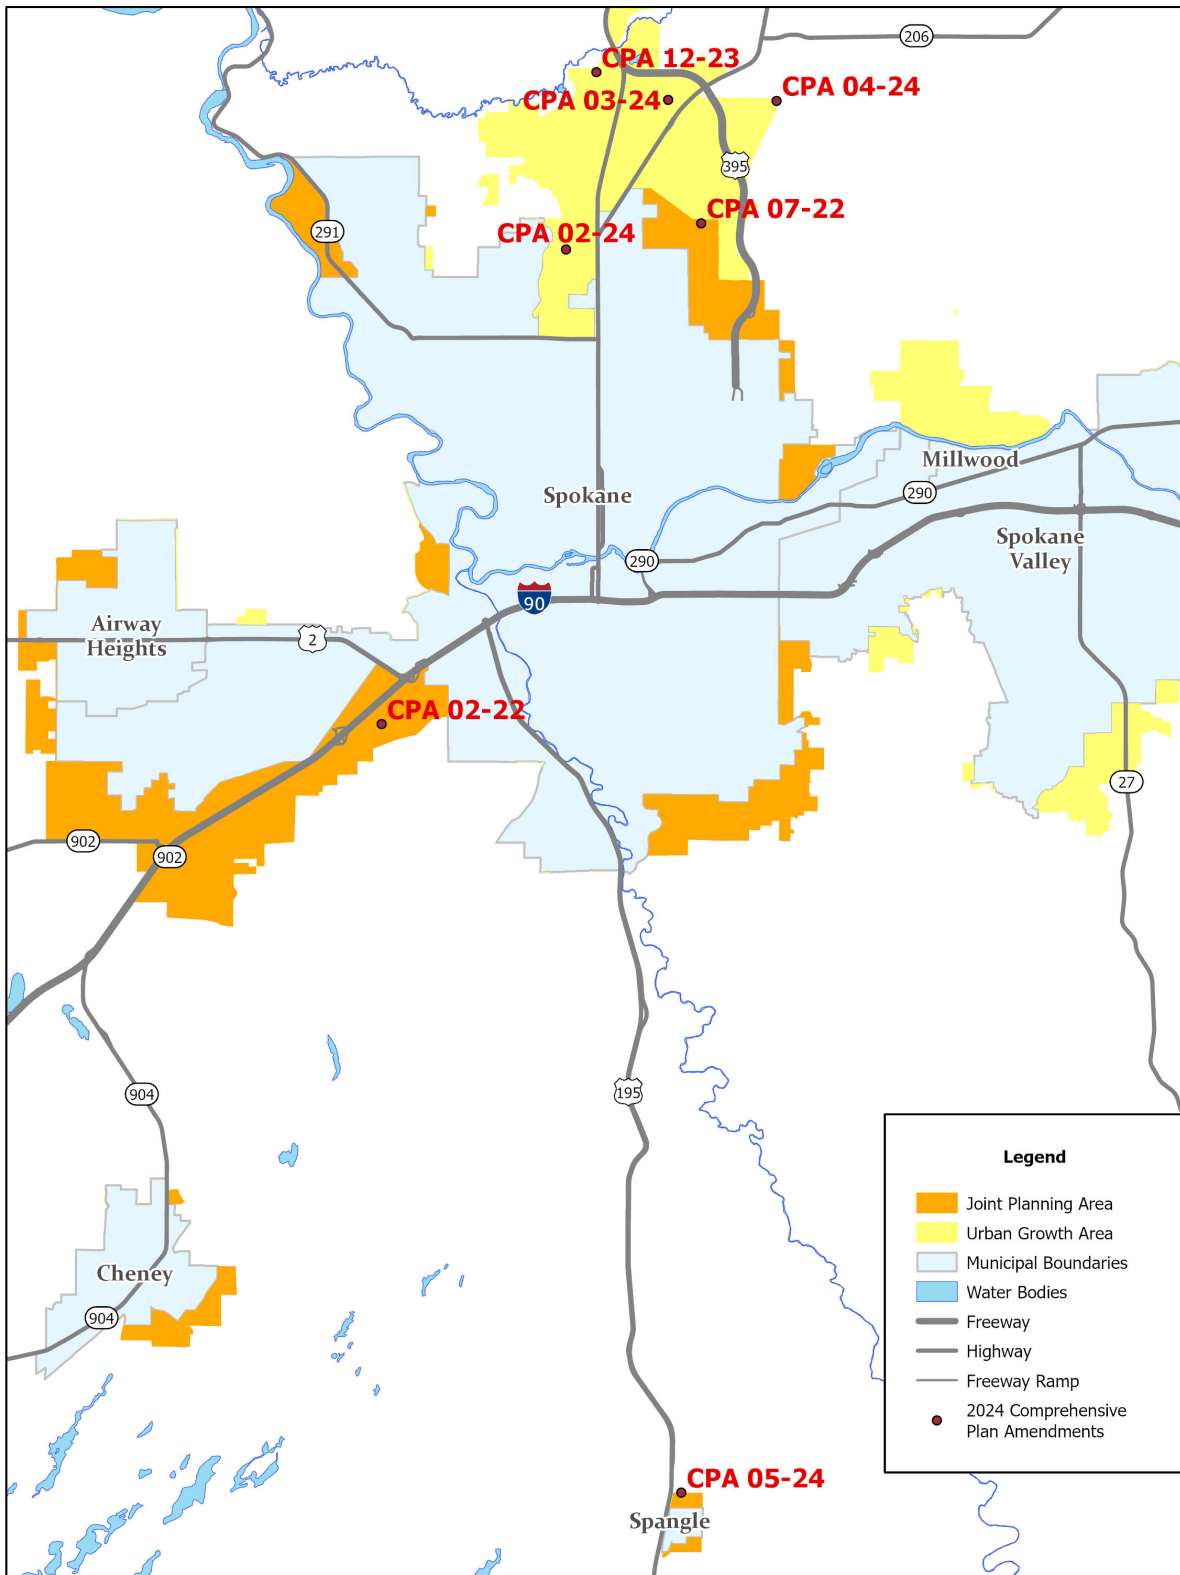 206
CPA 12-23
CPA 04-24
CPA 03-24
395
CPA 07-22
291
CPA 02-24
Millwood
290
Spokane
Spokane
Valley
290
90
Airway
Heights
2
CPA 02-22
27
902
902
904
195
Cheney
904
CPA 05-24
Spangle
Legend
Joint Planning Area
Urban Growth Area
Municipal Boundaries
Water Bodies
Freeway
Highway
Freeway Ramp
2024 Comprehensive
Plan Amendments